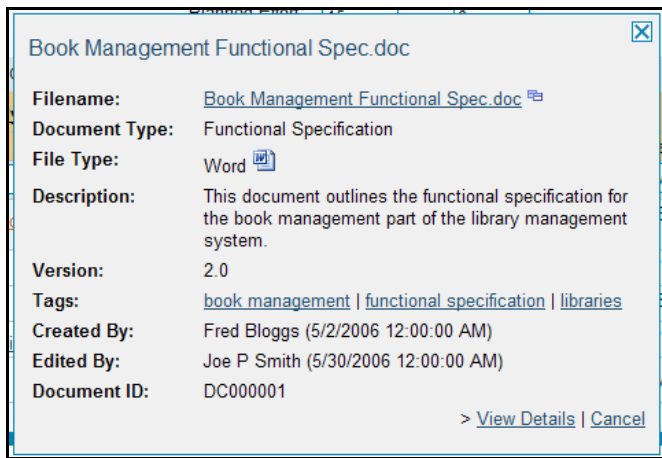 Book Management Functional Spec.doc
Filename: Book Management Functional Spec.doc
Document Type: Functional Specification
File Type: Word
Description: This document outlines the functional specification for
the book management part of the library management
system.
Version: 2.0
Tags: book management | functional specification | libraries
Created By: Fred Bloggs (5/2/2006 12:00:00 AM)
Edited By: Joe P Smith (5/30/2006 12:00:00 AM)
Document ID: DC000001
> View Details | Cancel